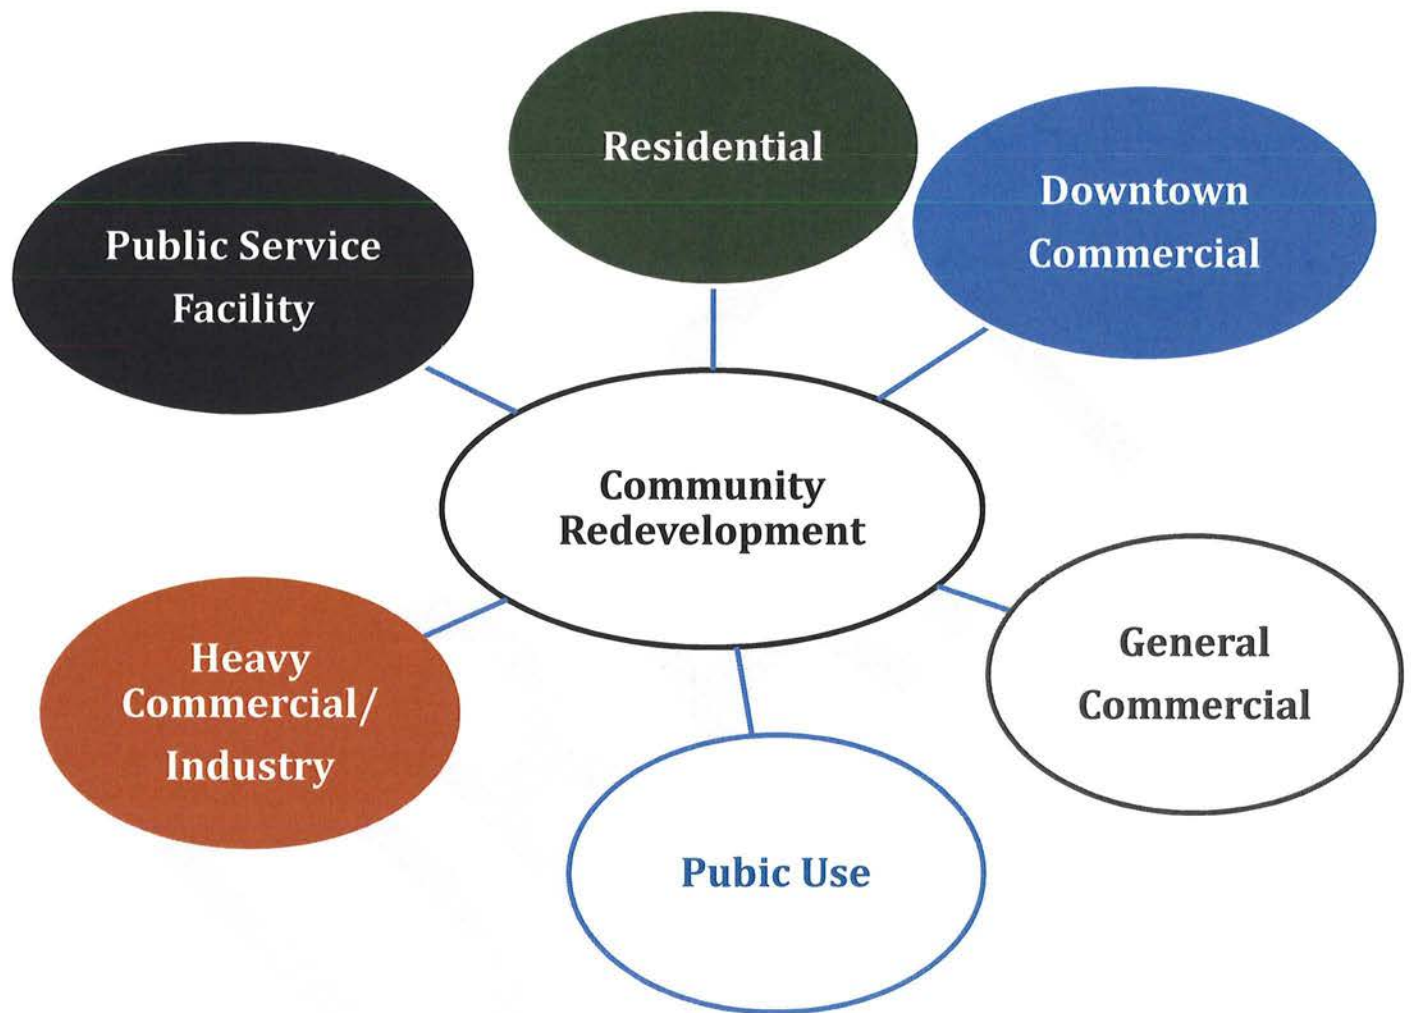 Residential
Downtown
Commercial
Public Service
Facility
Community
Redevelopment
General
Commercial
Heavy
Commercial/
Industry
Pubic Use